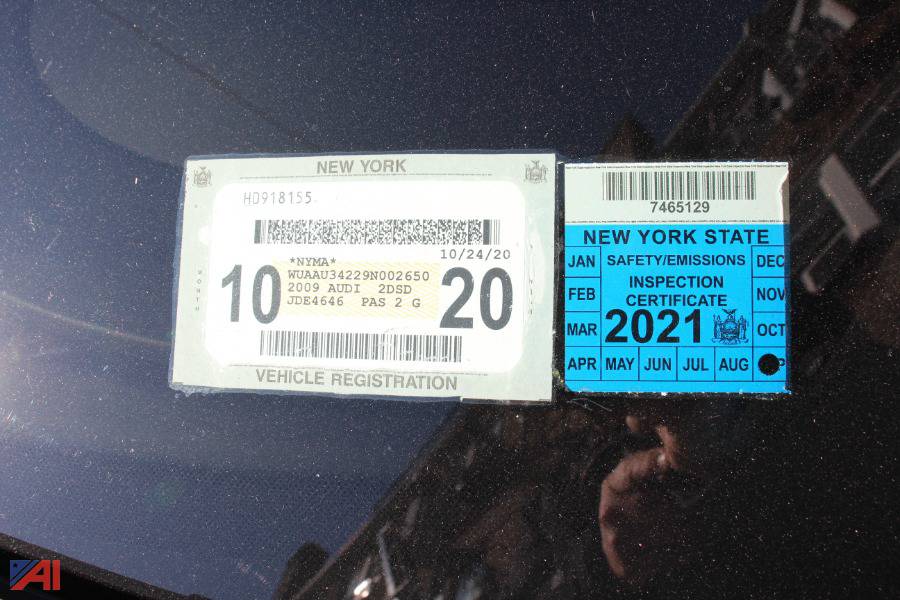 NEW YORK
HD918155
10/24/20
*NYMA*
WUAAU34229N002650
2009 AUDI 2DSD
JDE4646 PAS 2 G
10
20
VEHICLE REGISTRATION
MONTH
7465129
NEW YORK STATE
JAN SAFETY/EMISSIONS DEC
FEB INSPECTION NOV
CERTIFICATE
MAR 2021 OCT
APR MAY JUN JUL AUG
AI